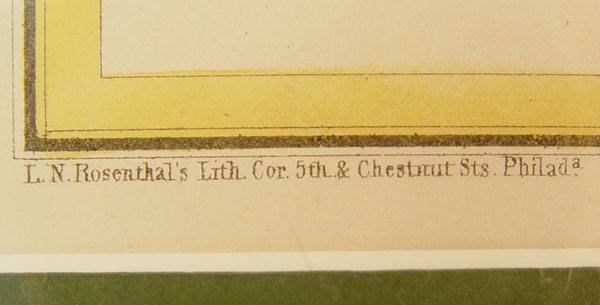 L. N. Rosenthal's Lith. Cor. 5th. & Chestnut Sts. Philad.ª